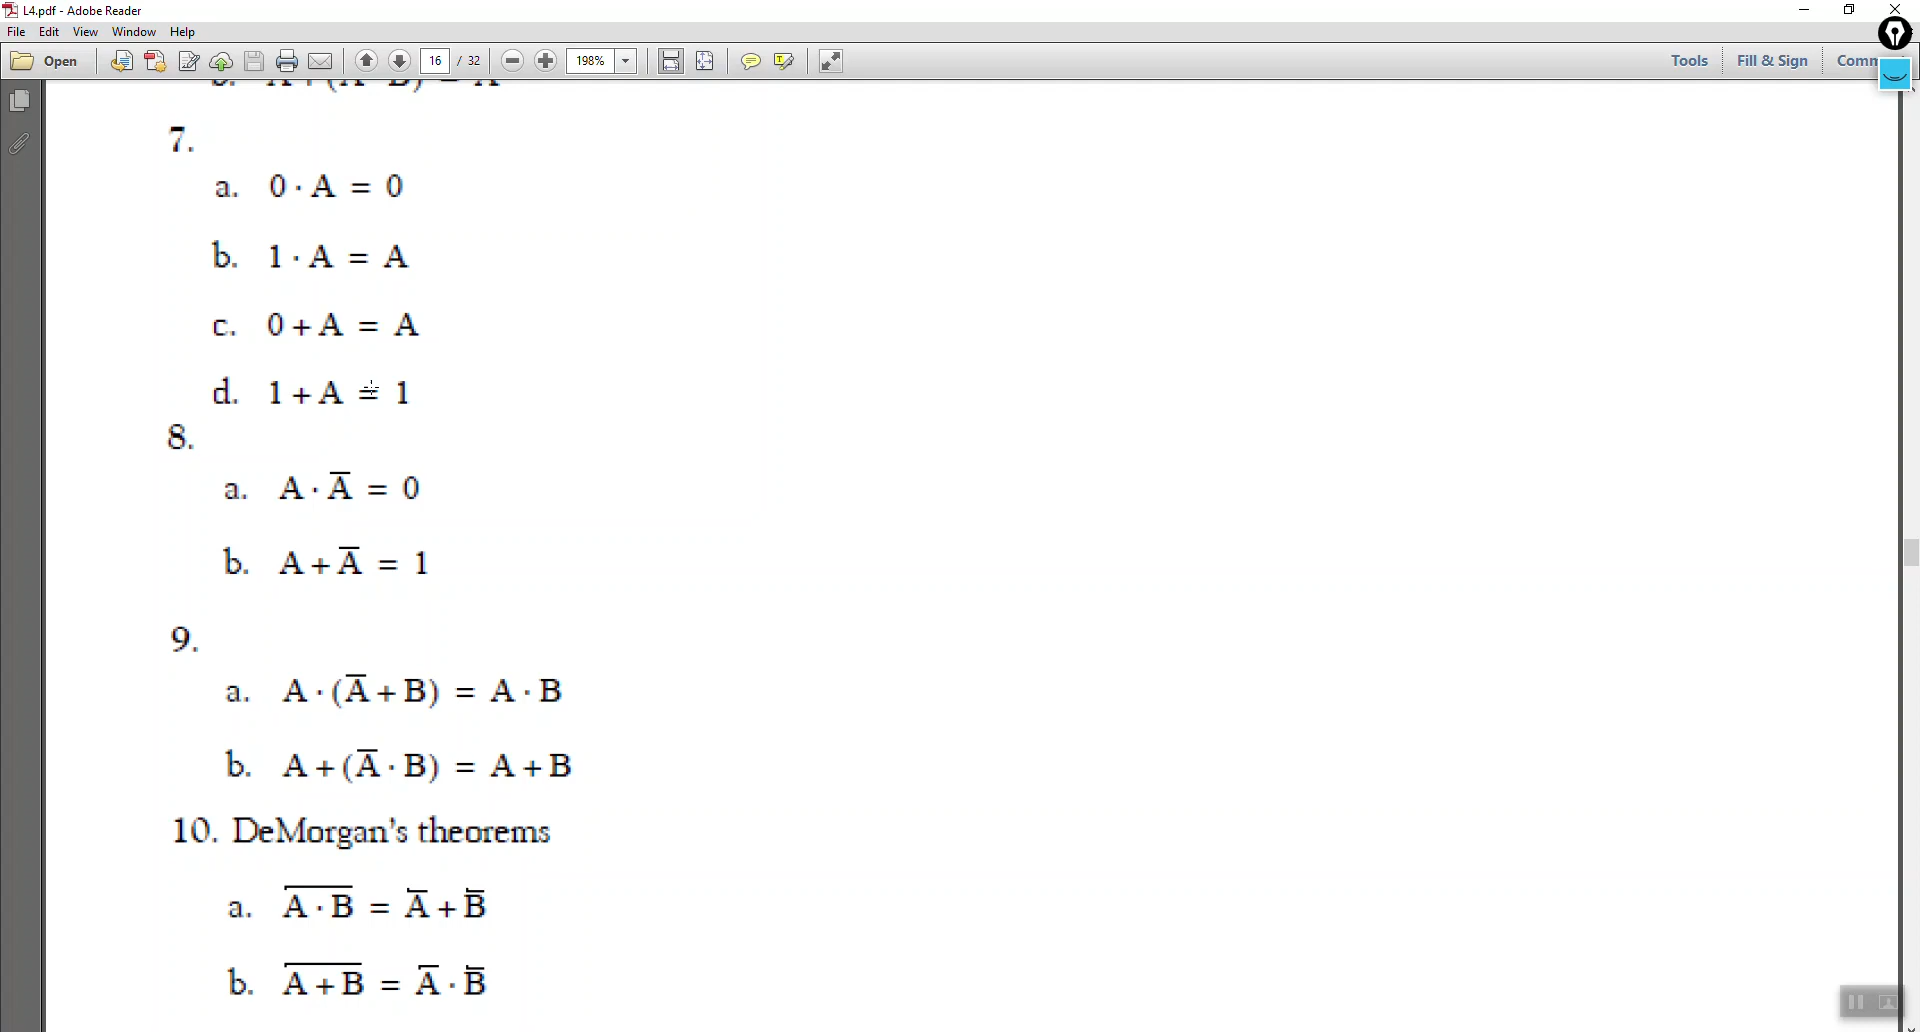 L4.pdf - Adobe Reader
File Edit View Window Help
Open 16 / 32 198% Tools Fill & Sign Comm
7.
a. 0 · A = 0
b. 1 · A = A
c. 0 + A = A
d. 1 + A = 1
8.
a. A · A̅ = 0
b. A + A̅ = 1
9.
a. A · (A̅ + B) = A · B
b. A + (A̅ · B) = A + B
10. DeMorgan's theorems
a. A̅ ̅·̅ ̅B̅ = A̅ + B̅
b. A̅ ̅+̅ ̅B̅ = A̅ · B̅